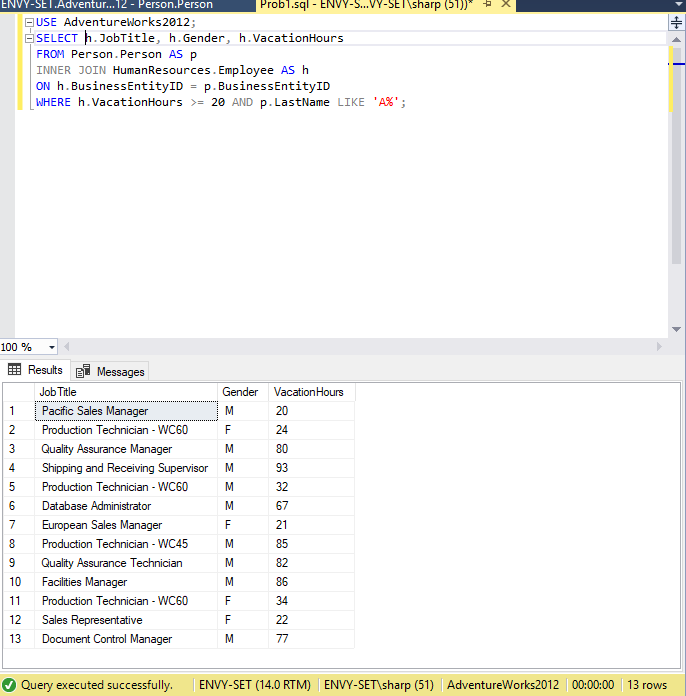 ENVY-SET.Adventur...12 - Person.Person Prob1.sql - ENVY-S...VY-SET\sharp (51))*
USE AdventureWorks2012;
SELECT h.JobTitle, h.Gender, h.VacationHours
FROM Person.Person AS p
INNER JOIN HumanResources.Employee AS h
ON h.BusinessEntityID = p.BusinessEntityID
WHERE h.VacationHours >= 20 AND p.LastName LIKE 'A%';
100 %
Results Messages
JobTitle Gender VacationHours
1 Pacific Sales Manager M 20
2 Production Technician - WC60 F 24
3 Quality Assurance Manager M 80
4 Shipping and Receiving Supervisor M 93
5 Production Technician - WC60 M 32
6 Database Administrator M 67
7 European Sales Manager F 21
8 Production Technician - WC45 M 85
9 Quality Assurance Technician M 82
10 Facilities Manager M 86
11 Production Technician - WC60 F 34
12 Sales Representative F 22
13 Document Control Manager M 77
Query executed successfully. ENVY-SET (14.0 RTM) ENVY-SET\sharp (51) AdventureWorks2012 00:00:00 13 rows